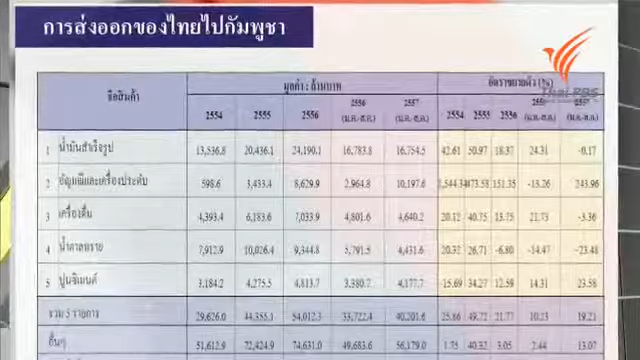 การส่งออกของไทยไปกัมพูชา
Thai PBS
ชื่อสินค้า มูลค่า : ล้านบาท อัตราขยายตัว (%)
2554 2555 2556 2556 (ม.ค.-ส.ค.) 2557 (ม.ค.-ส.ค.) 2554 2555 2556 (ม.ค.-ส.ค.) (ม.ค.-ส.ค.)
1 น้ำมันสำเร็จรูป 13,536.8 20,436.1 24,190.1 16,783.8 16,754.5 42.61 50.97 18.37 24.31 -0.17
2 อัญมณีและเครื่องประดับ 598.6 3,433.4 8,629.9 2,964.8 10,197.6 473.58 151.35 -13.26 243.96
3 เครื่องดื่ม 4,393.4 6,183.6 7,033.9 4,801.6 4,640.2 20.12 40.75 13.75 21.73 -3.36
4 น้ำตาลทราย 7,912.9 10,026.4 9,344.8 5,791.5 4,431.6 20.32 26.71 -6.80 -14.47 -23.48
5 ปูนซิเมนต์ 3,184.2 4,275.5 4,813.7 3,380.7 4,177.7 15.69 34.27 12.59 14.31 23.58
รวม 5 รายการ 29,626.0 44,355.1 54,012.3 33,722.4 40,201.6 25.86 49.72 21.77 10.23 19.21
อื่นๆ 51,612.9 72,424.9 74,631.0 49,683.6 56,179.0 1.75 40.32 3.05 2.44 13.07